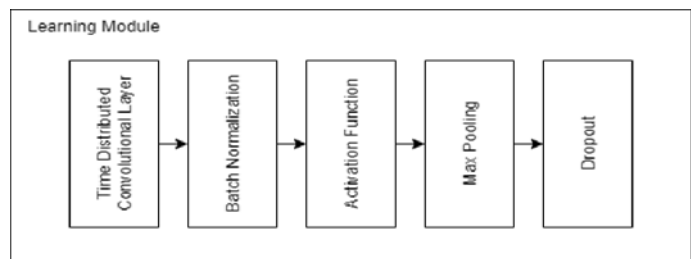 Learning Module
Time Distributed
Convolutional Layer
Batch Normalization
Activation Function
Max Pooling
Dropout